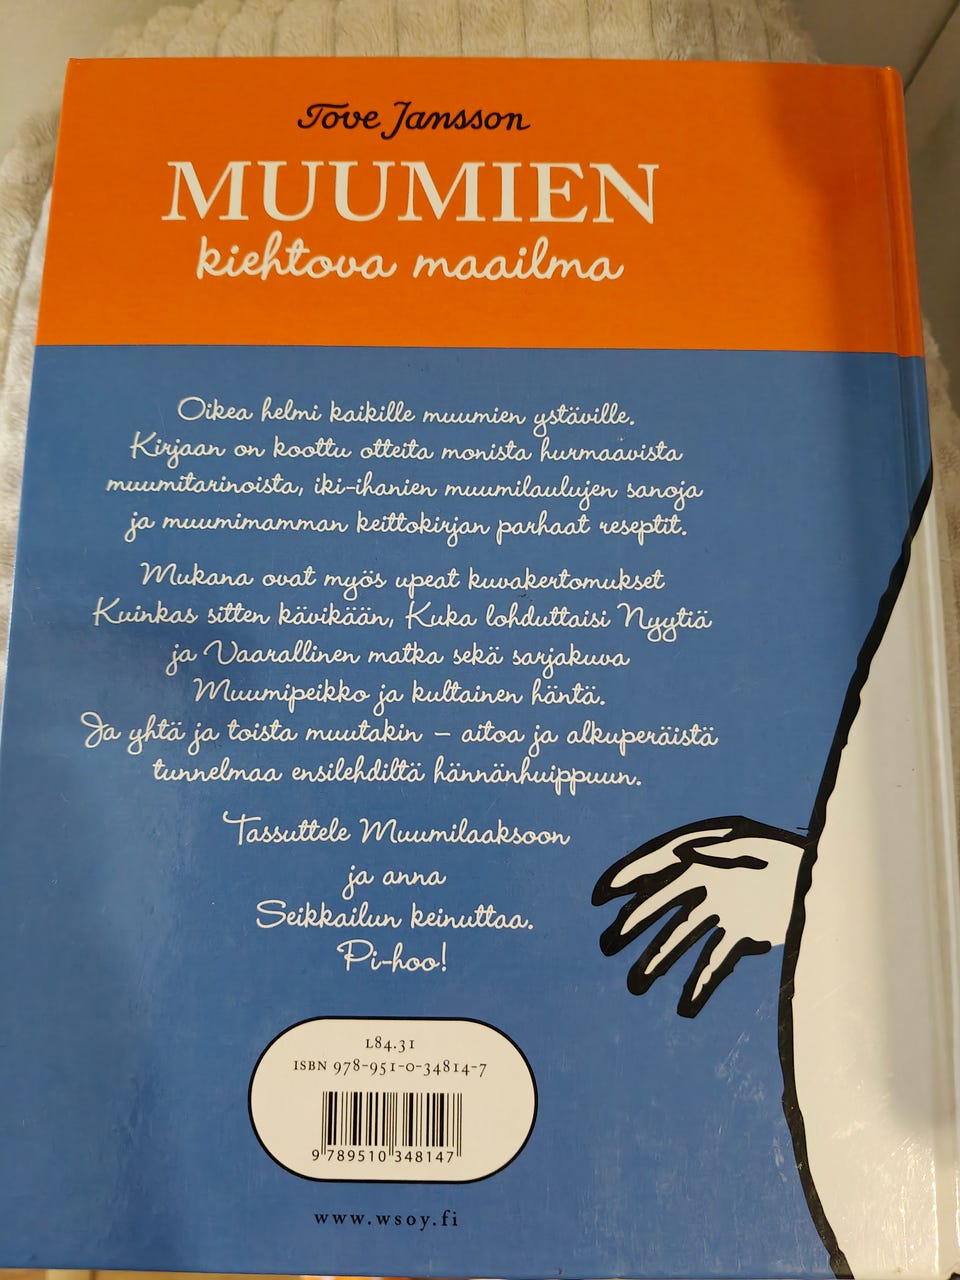 Tove Jansson
MUUMIEN
kiehtova maailma
Oikea helmi kaikille muumien ystäville.
Kirjaan on koottu otteita monista hurmaavista
muumitarinoista, iki-ihanien muumilaulujen sanoja
ja muumimamman keittokirjan parhaat reseptit.
Mukana ovat myös upeat kuvakertomukset
Kuinkas sitten kävikään, Kuka lohduttaisi Nyytiä
ja Vaarallinen matka sekä sarjakuva
Muumipeikko ja kultainen häntä.
Ja yhtä ja toista muutakin – aitoa ja alkuperäistä
tunnelmaa ensilehdiltä hännänhuippuun.
Tassuttele Muumilaaksoon
ja anna
Seikkailun keinuttaa.
Pi-hoo!
L84.31
ISBN 978-951-0-34814-7
9 789510 348147
www.wsoy.fi